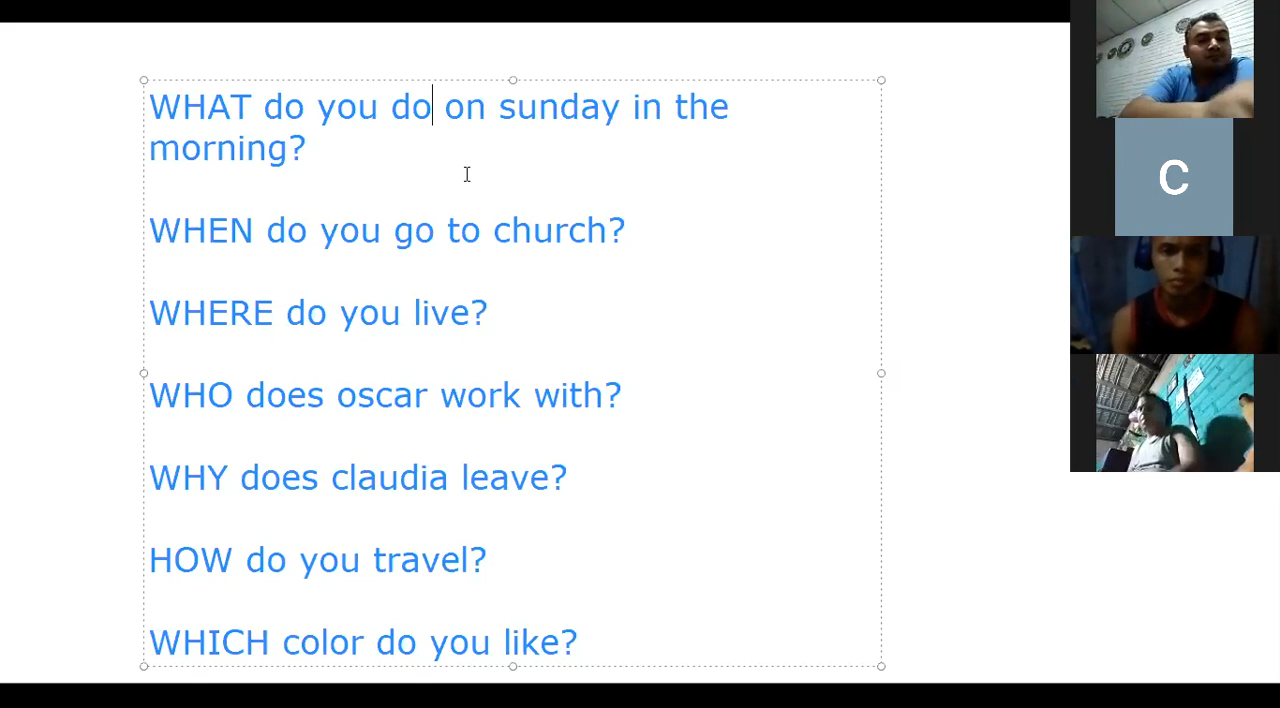 WHAT do you do on sunday in the
morning?
WHEN do you go to church?
WHERE do you live?
WHO does oscar work with?
WHY does claudia leave?
HOW do you travel?
WHICH color do you like?
C